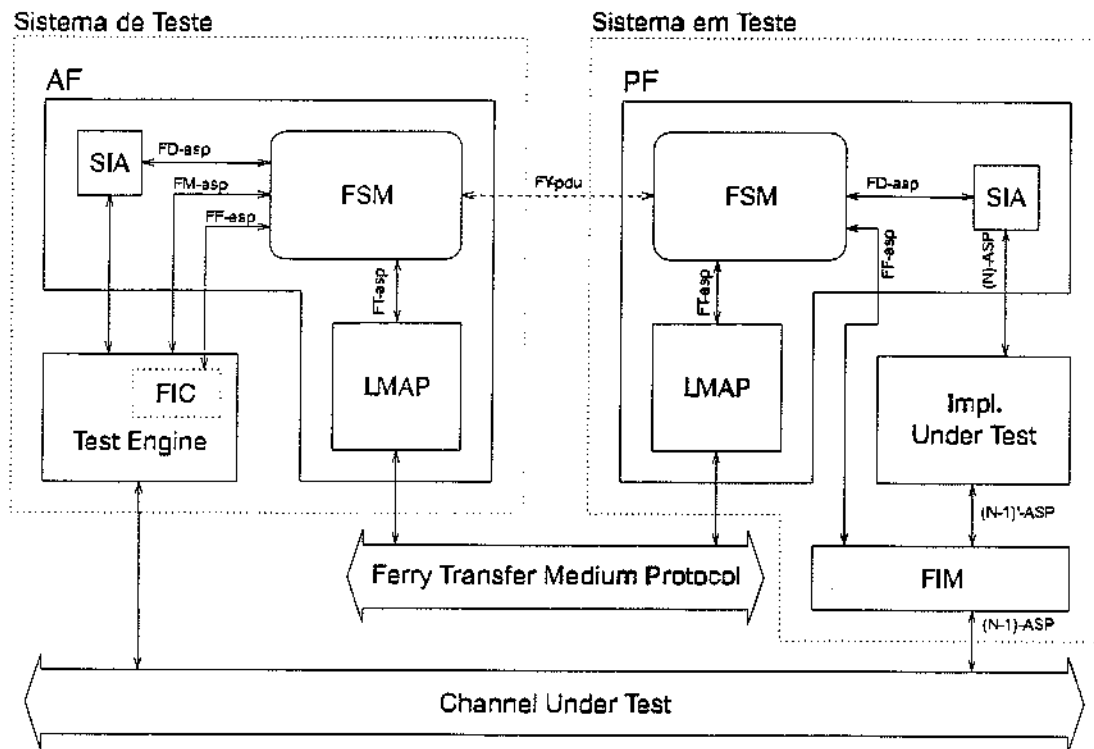 Sistema de Teste
Sistema em Teste
AF
PF
SIA
FD-asp
FM-asp
FF-asp
FSM
FY-pdu
FSM
FD-asp
SIA
FF-asp
(N)-ASP
FT-asp
FT-asp
FIC
Test Engine
LMAP
LMAP
Impl.
Under Test
(N-1)'-ASP
Ferry Transfer Medium Protocol
FIM
(N-1)-ASP
Channel Under Test